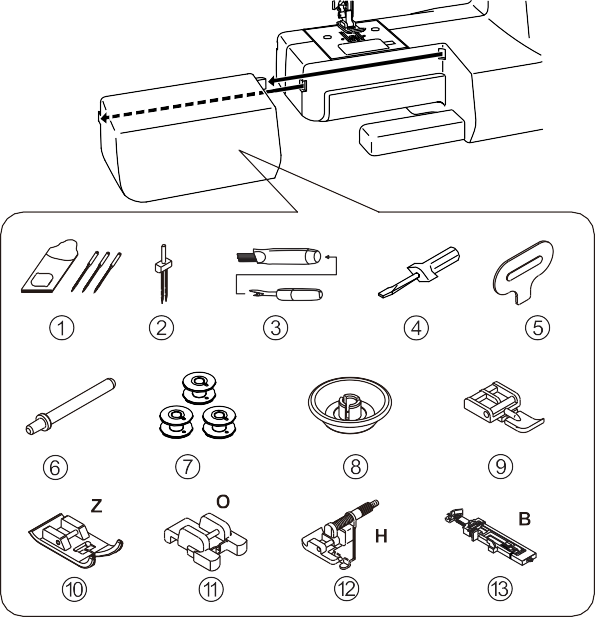 ① ② ③ ④ ⑤
⑥ ⑦ ⑧ ⑨
Z O H B
⑩ ⑪ ⑫ ⑬